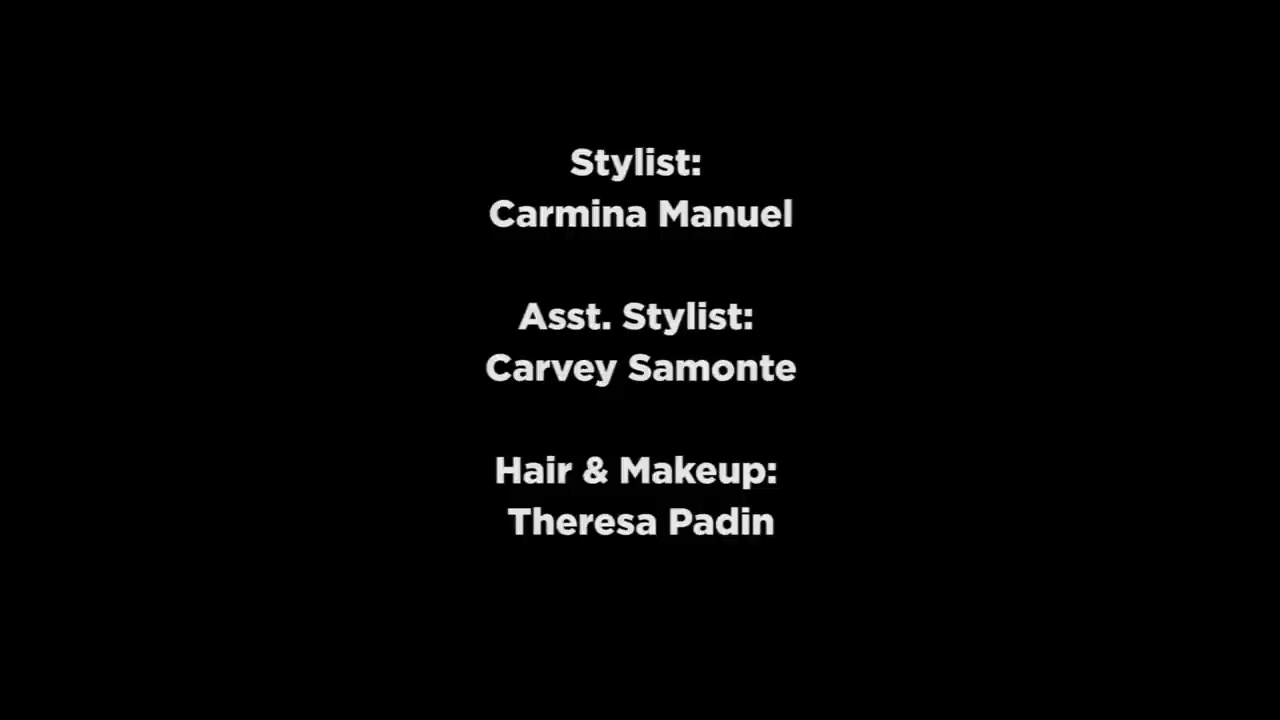 Stylist:
Carmina Manuel
Asst. Stylist:
Carvey Samonte
Hair & Makeup:
Theresa Padin